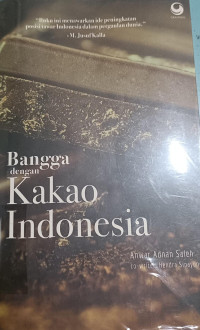 "Buku ini menawarkan ide peningkatan
posisi tawar Indonesia dalam pergaulan dunia."
-M. Jusuf Kalla
Bangga
dengan
Kakao
Indonesia
Anwar Adnan Saleh